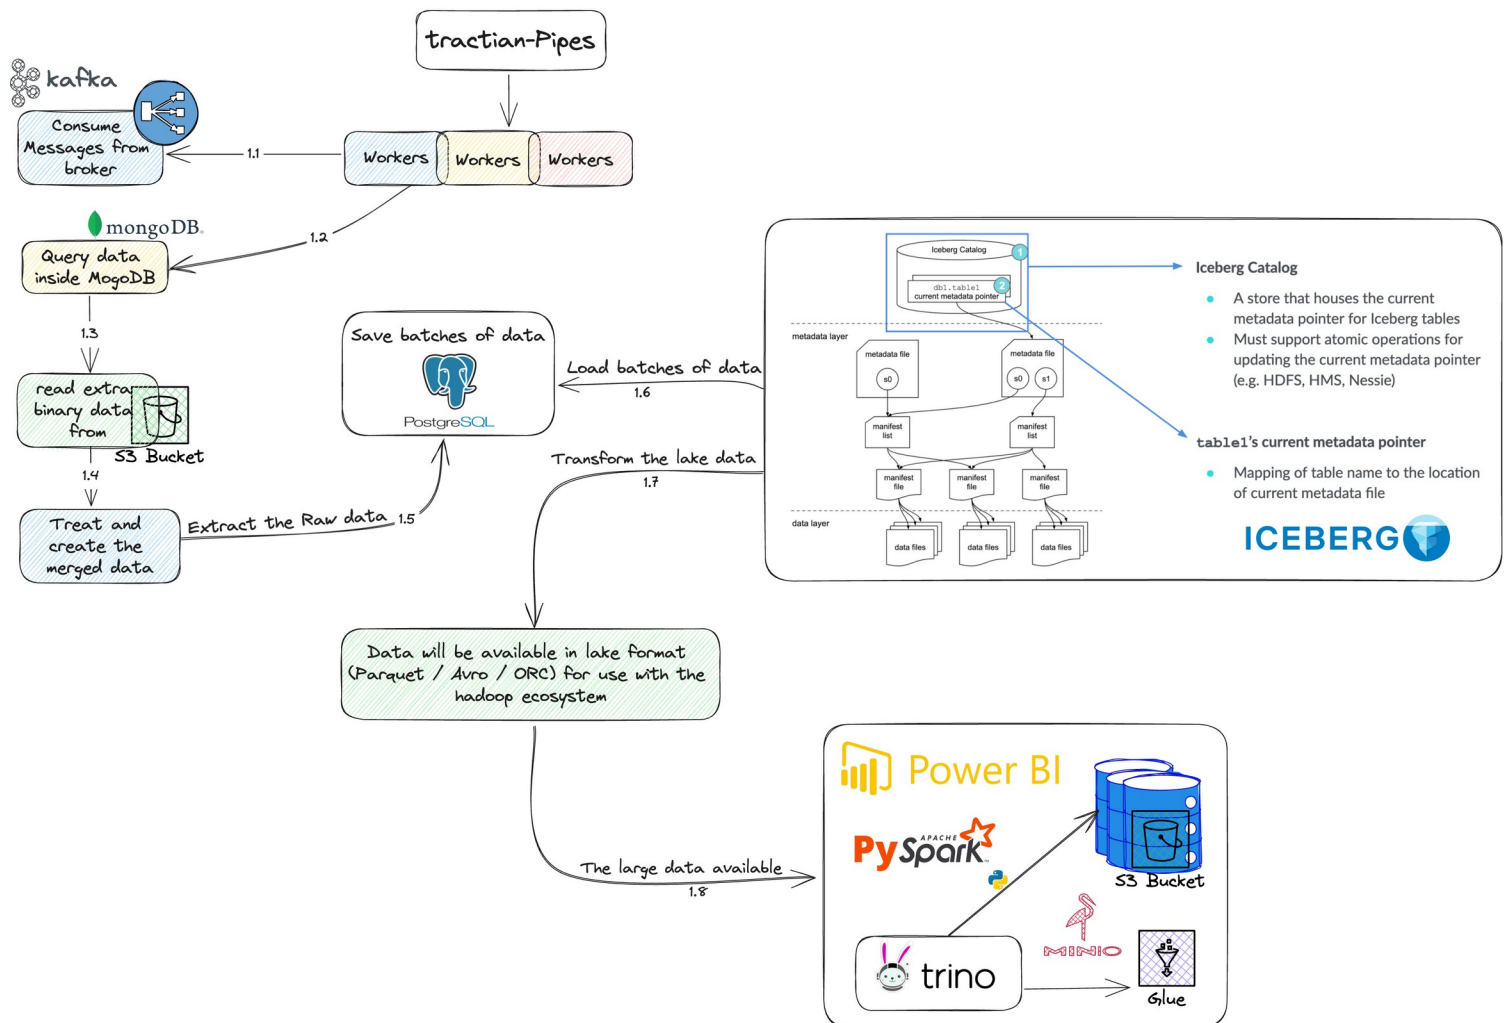 tractian-Pipes
kafka
Consume
Messages from
broker
1.1
Workers
Workers
Workers
mongoDB.
1.2
Query data
inside MogoDB
1.3
read extra
binary data
from
S3 Bucket
1.4
Treat and
create the
merged data
Extract the Raw data
1.5
Save batches of data
PostgreSQL
Load batches of data
1.6
Transform the lake data
1.7
Iceberg Catalog
1
db1.table1
2
current metadata pointer
metadata layer
metadata file
s0
metadata file
s0
s1
manifest
list
manifest
list
manifest
file
manifest
file
manifest
file
data layer
data files
data files
data files
Iceberg Catalog
● A store that houses the current
metadata pointer for Iceberg tables
● Must support atomic operations for
updating the current metadata pointer
(e.g. HDFS, HMS, Nessie)
table1's current metadata pointer
● Mapping of table name to the location
of current metadata file
ICEBERG
Data will be available in lake format
(Parquet / Avro / ORC) for use with the
hadoop ecosystem
The large data available
1.8
Power BI
APACHE
PySpark
S3 Bucket
MINIO
trino
Glue